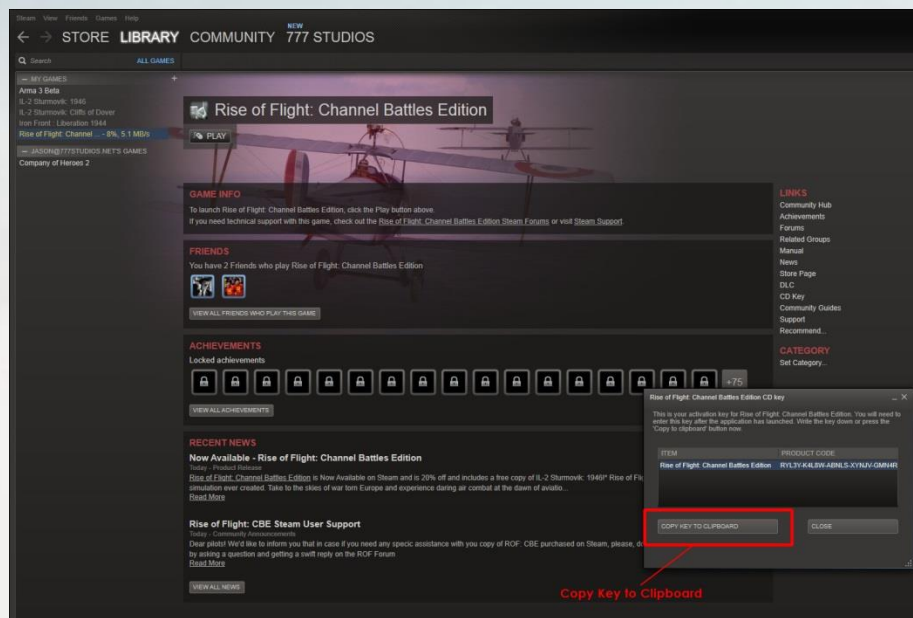 Steam View Friends Games Help
NEW
STORE LIBRARY COMMUNITY 777 STUDIOS
Search ALL GAMES
— MY GAMES +
Arma 3 Beta
IL-2 Sturmovik: 1946
IL-2 Sturmovik: Cliffs of Dover
Iron Front : Liberation 1944
Rise of Flight: Channel ... - 8%, 5.1 MB/s
— JASON@777STUDIOS.NET'S GAMES
Company of Heroes 2
Rise of Flight: Channel Battles Edition
PLAY
GAME INFO
To launch Rise of Flight: Channel Battles Edition, click the Play button above.
If you need technical support with this game, check out the Rise of Flight: Channel Battles Edition Steam Forums or visit Steam Support.
FRIENDS
You have 2 Friends who play Rise of Flight: Channel Battles Edition
VIEW ALL FRIENDS WHO PLAY THIS GAME
ACHIEVEMENTS
Locked achievements
+75
VIEW ALL ACHIEVEMENTS
RECENT NEWS
Now Available - Rise of Flight: Channel Battles Edition
Today - Product Release
Rise of Flight: Channel Battles Edition is Now Available on Steam and is 20% off and includes a free copy of IL-2 Sturmovik: 1946!* Rise of
simulation ever created. Take to the skies of war torn Europe and experience daring air combat at the dawn of aviatio...
Read More
Rise of Flight: CBE Steam User Support
Today - Community Announcements
Dear pilots! We'd like to inform you that in case if you need any specic assistance with you copy of ROF: CBE purchased on Steam, please,
by asking a question and getting a swift reply on the ROF Forum
Read More
VIEW ALL NEWS
LINKS
Community Hub
Achievements
Forums
Related Groups
Manual
News
Store Page
DLC
CD Key
Community Guides
Support
Recommend...
CATEGORY
Set Category...
Rise of Flight: Channel Battles Edition CD key
This is your activation key for Rise of Flight: Channel Battles Edition. You will need to
enter this key after the application has launched. Write the key down or press the
'Copy to clipboard' button now.
ITEM PRODUCT CODE
Rise of Flight: Channel Battles Edition RYL3Y-K4L8W-ABNLS-XYNJV-GMN4R
COPY KEY TO CLIPBOARD CLOSE
Copy Key to Clipboard